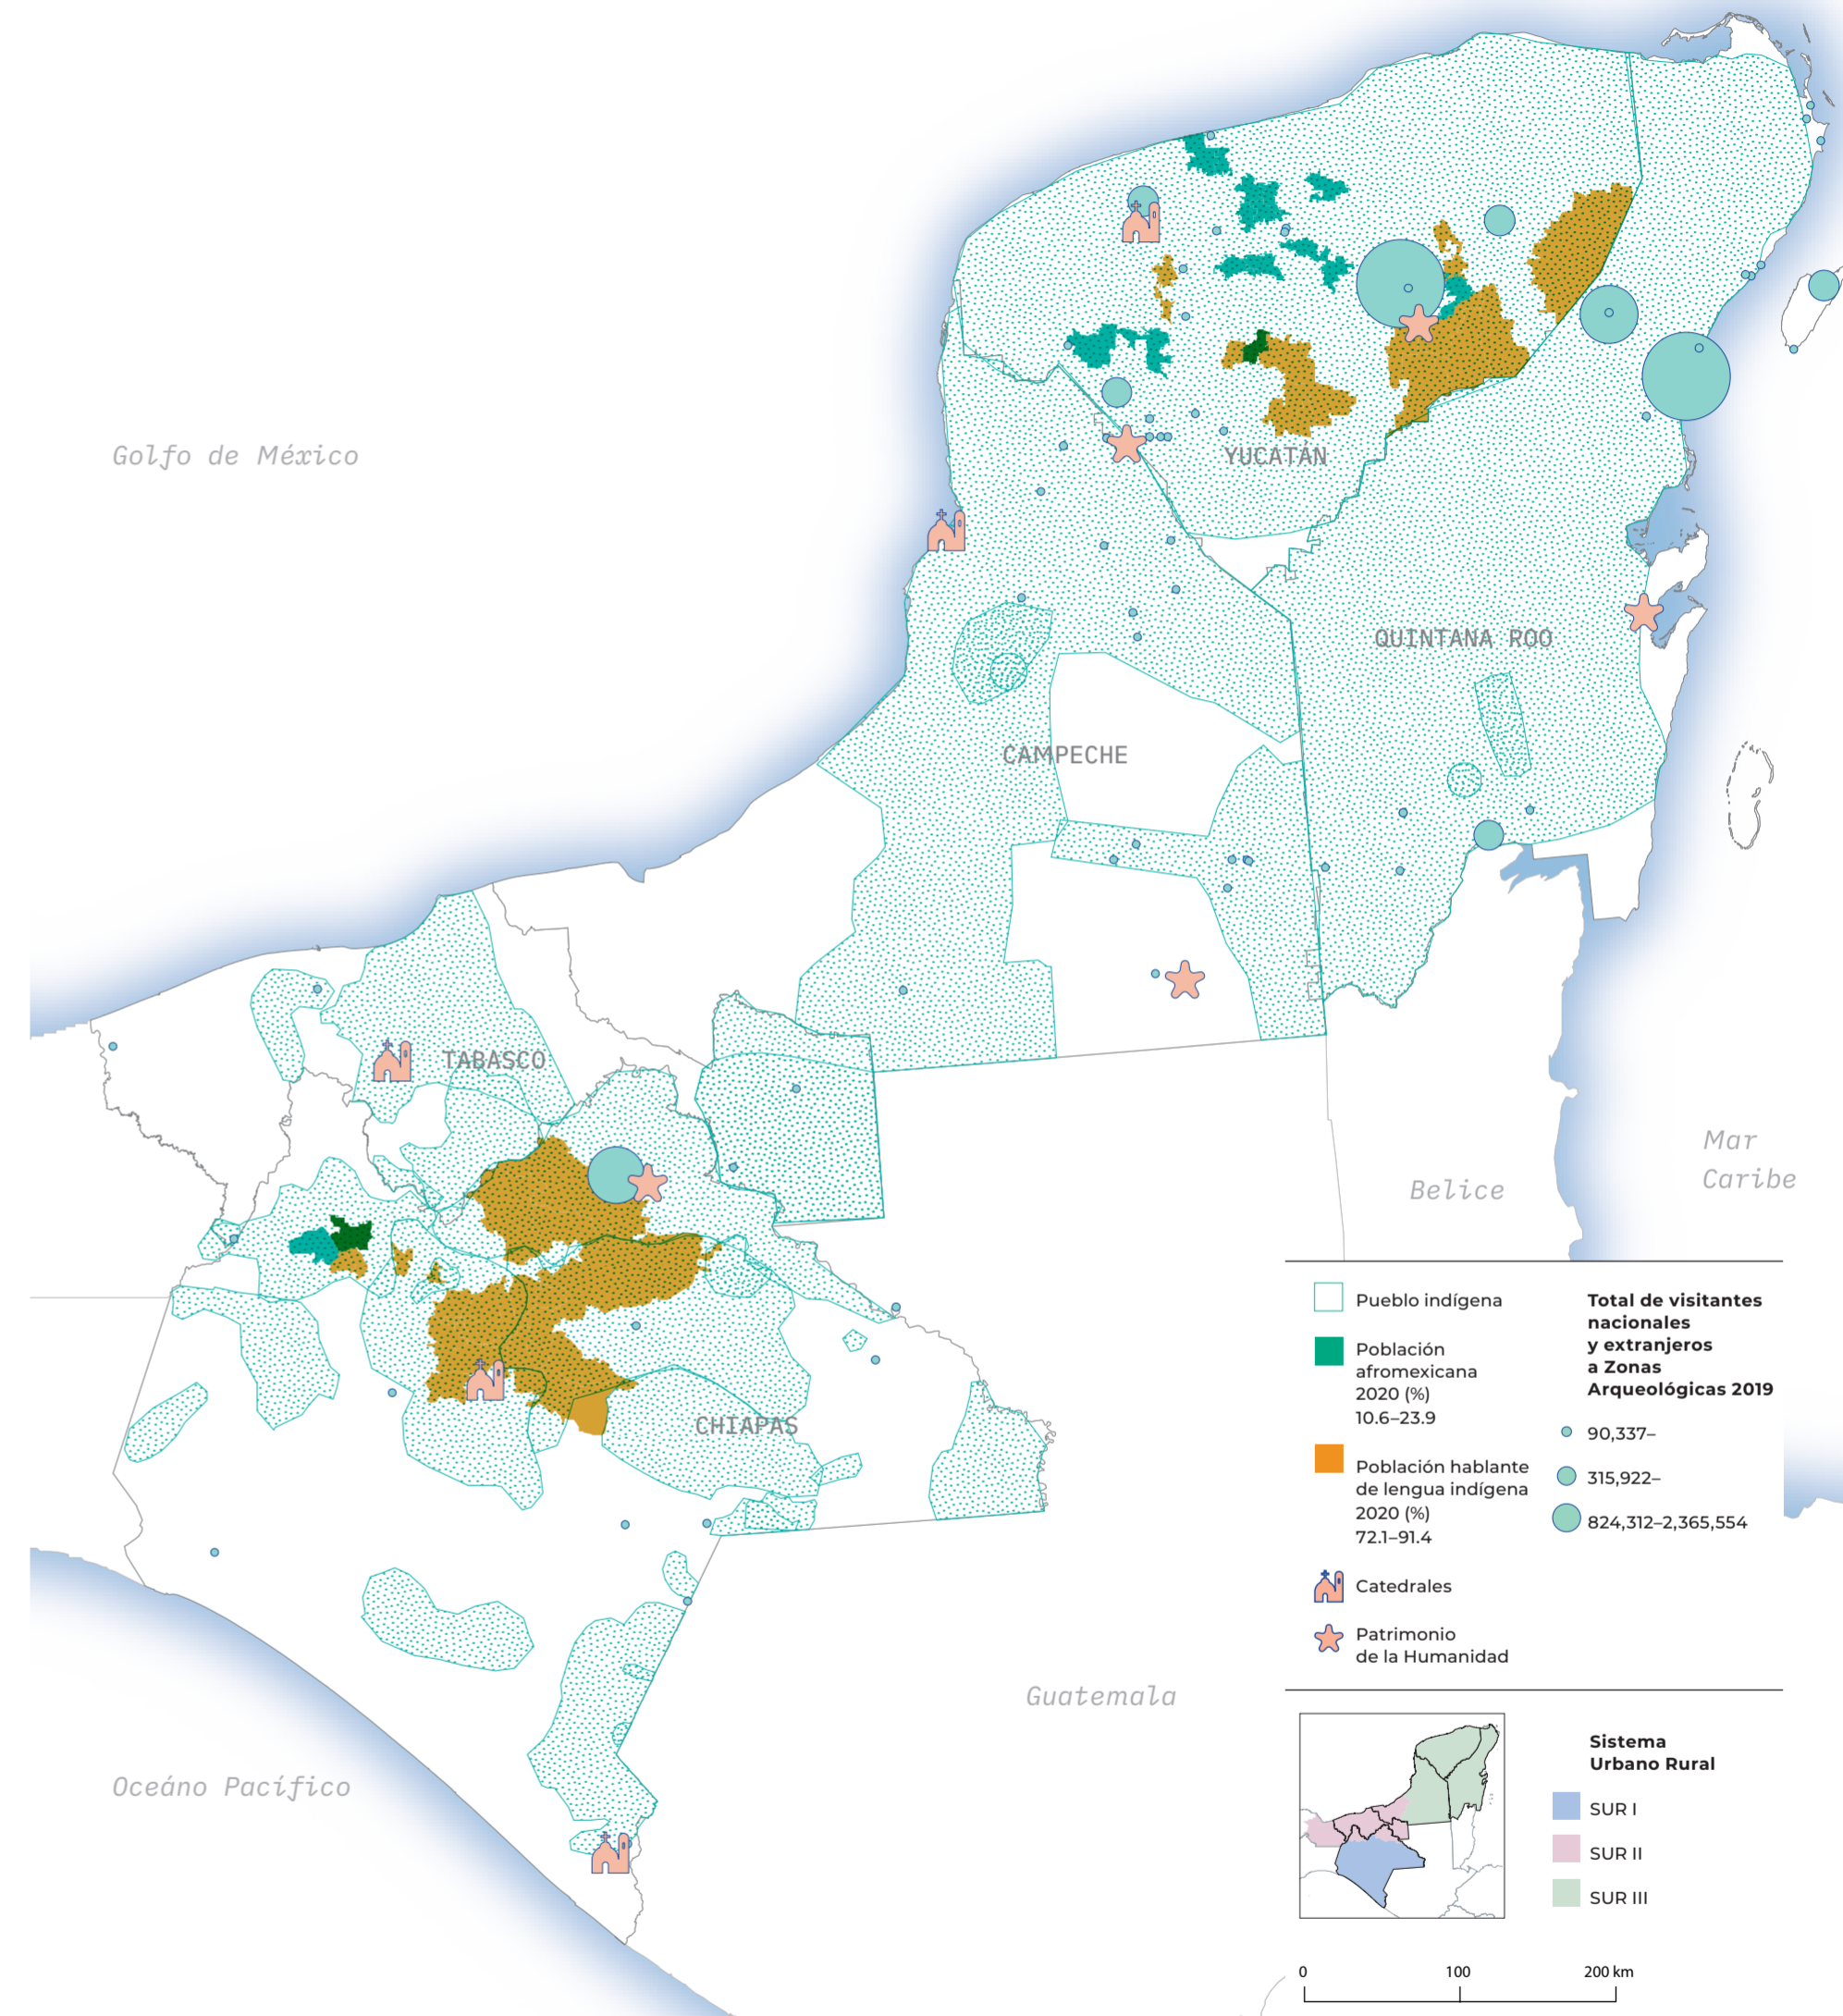 Golfo de México
YUCATÁN
QUINTANA ROO
CAMPECHE
TABASCO
Mar
Caribe
Belice
CHIAPAS
Guatemala
Oceáno Pacífico
Pueblo indígena
Población
afromexicana
2020 (%)
10.6–23.9
Población hablante
de lengua indígena
2020 (%)
72.1–91.4
Catedrales
Patrimonio
de la Humanidad
Total de visitantes
nacionales
y extranjeros
a Zonas
Arqueológicas 2019
90,337–
315,922–
824,312–2,365,554
Sistema
Urbano Rural
SUR I
SUR II
SUR III
0 100 200 km